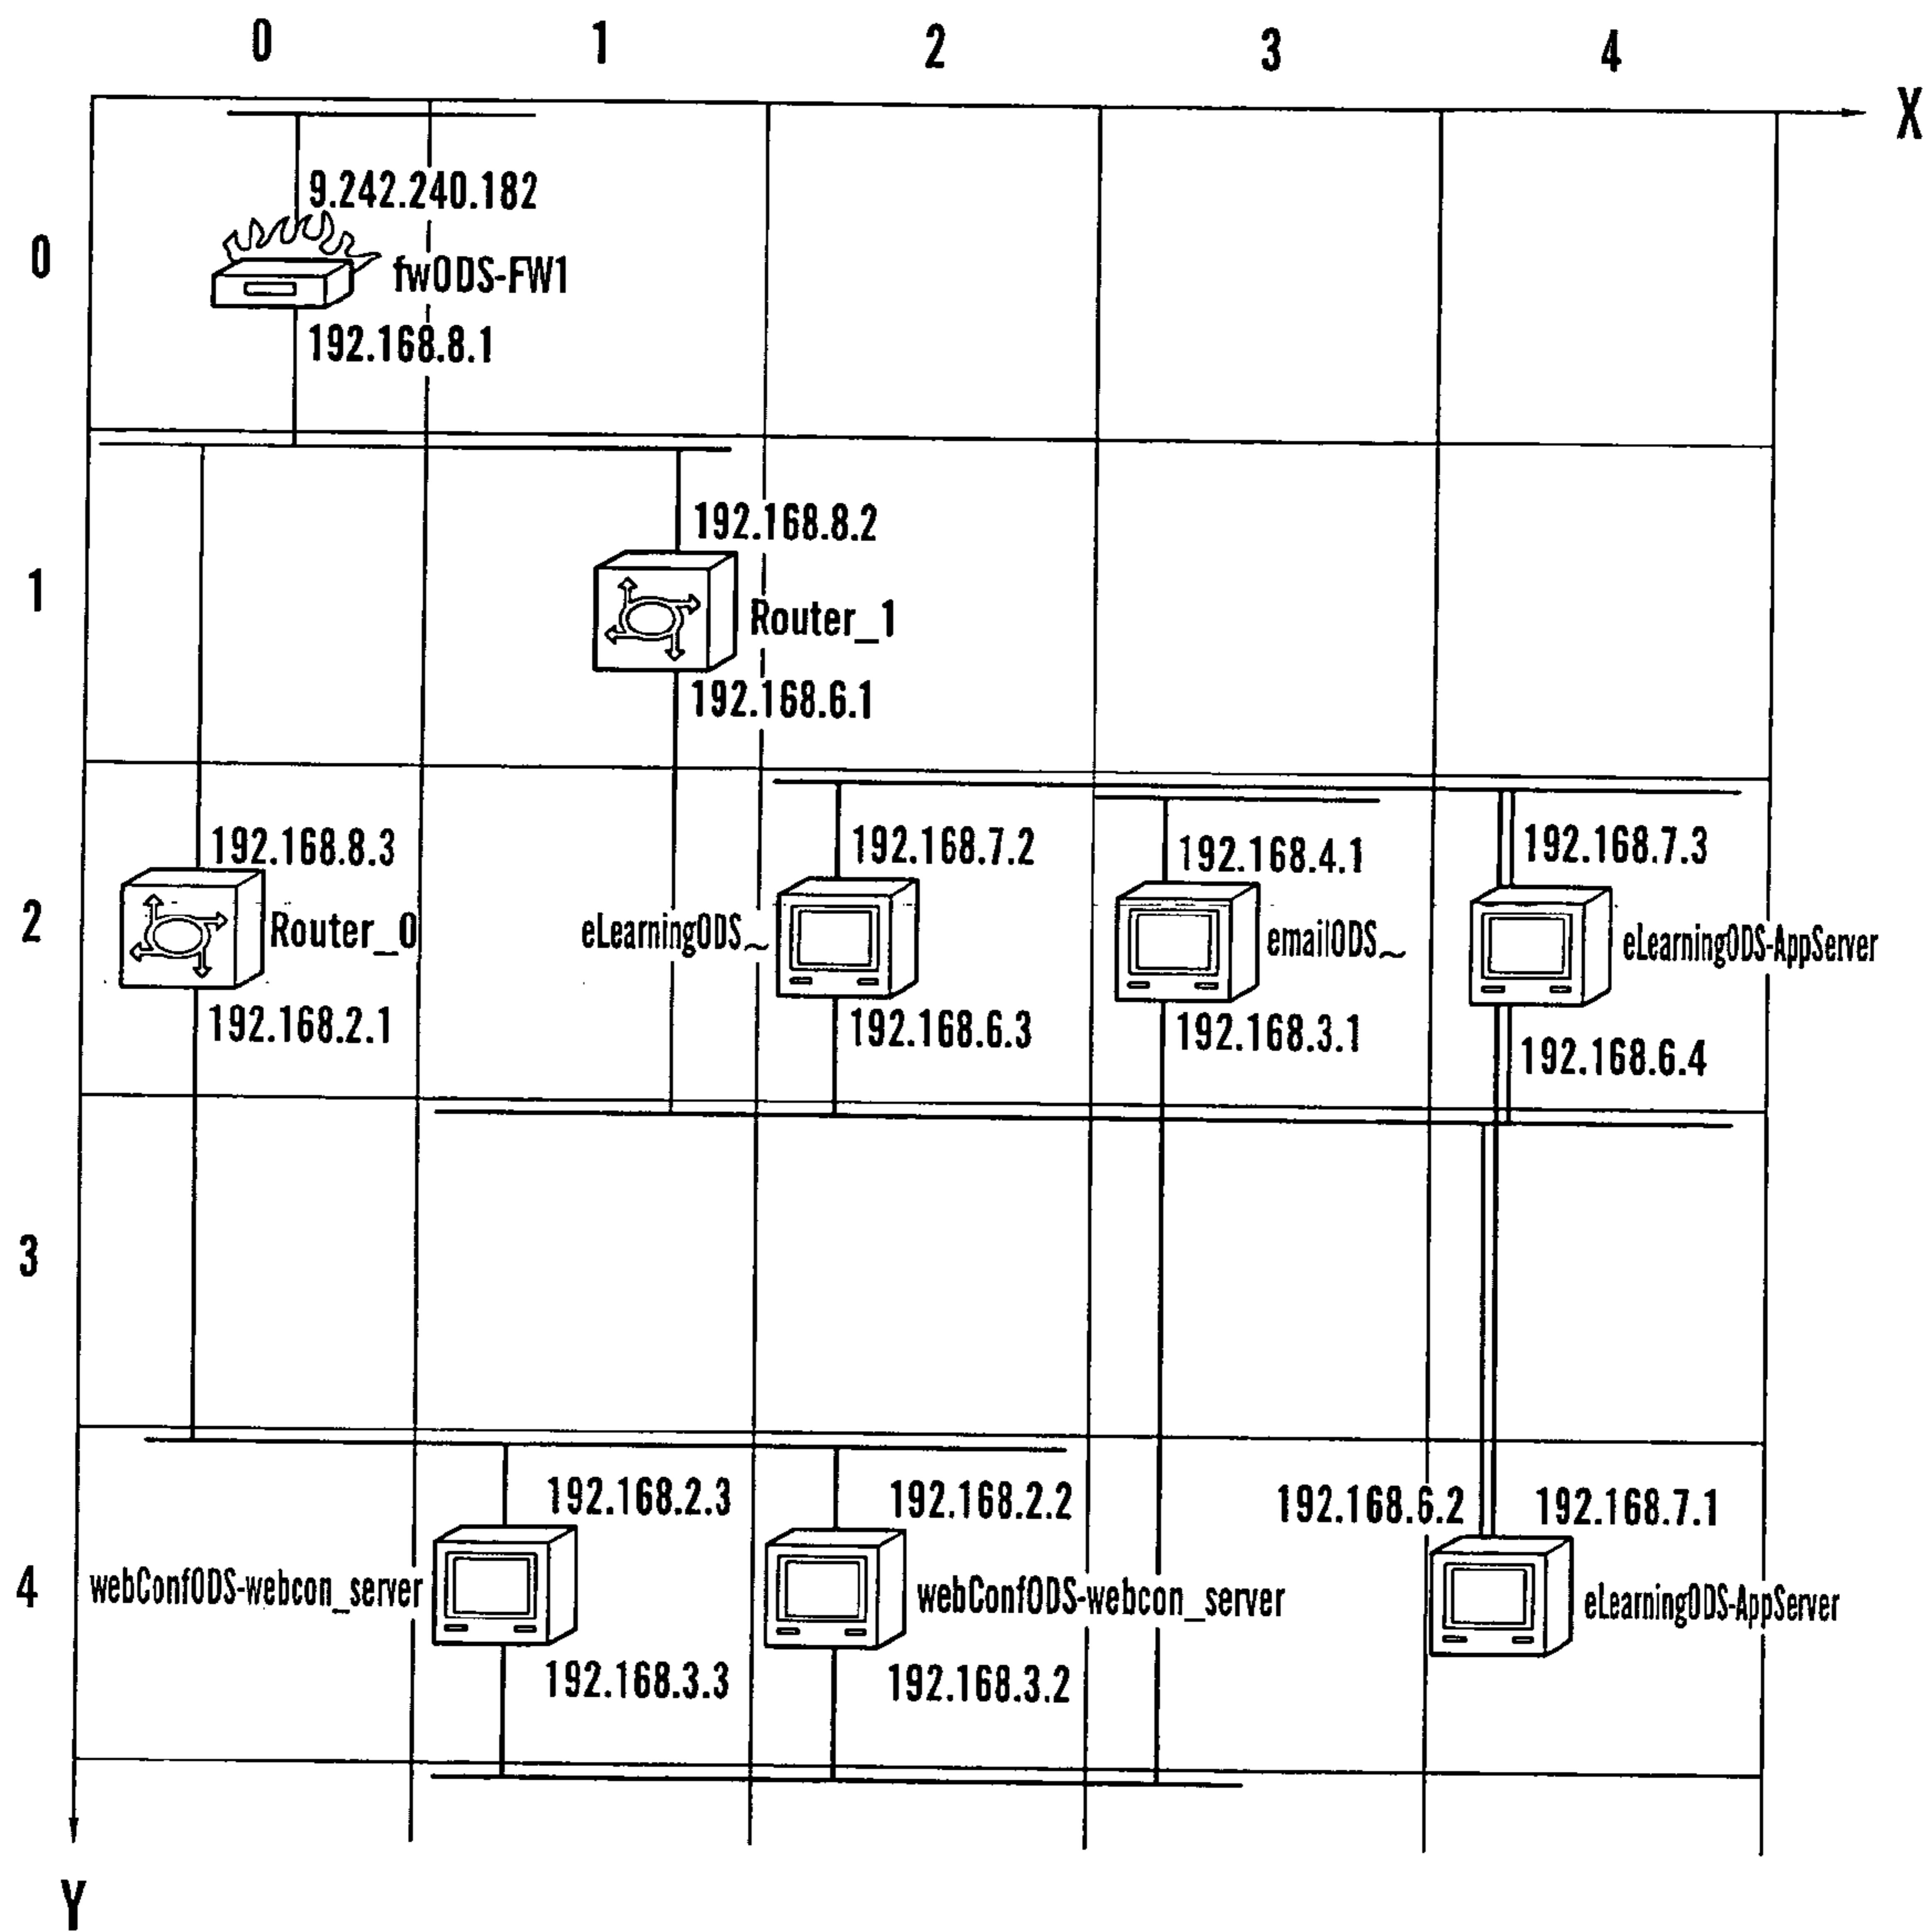 0 1 2 3 4
X
9.242.240.182
0
fwODS-FW1
192.168.8.1
192.168.8.2
1
Router_1
192.168.6.1
192.168.8.3
192.168.7.2
192.168.4.1
192.168.7.3
2
Router_0
eLearningODS~
emailODS~
eLearningODS-AppServer
192.168.2.1
192.168.6.3
192.168.3.1
192.168.6.4
3
192.168.2.3
192.168.2.2
192.168.6.2
192.168.7.1
4
webConfODS-webcon_server
webConfODS-webcon_server
eLearningODS-AppServer
192.168.3.3
192.168.3.2
Y